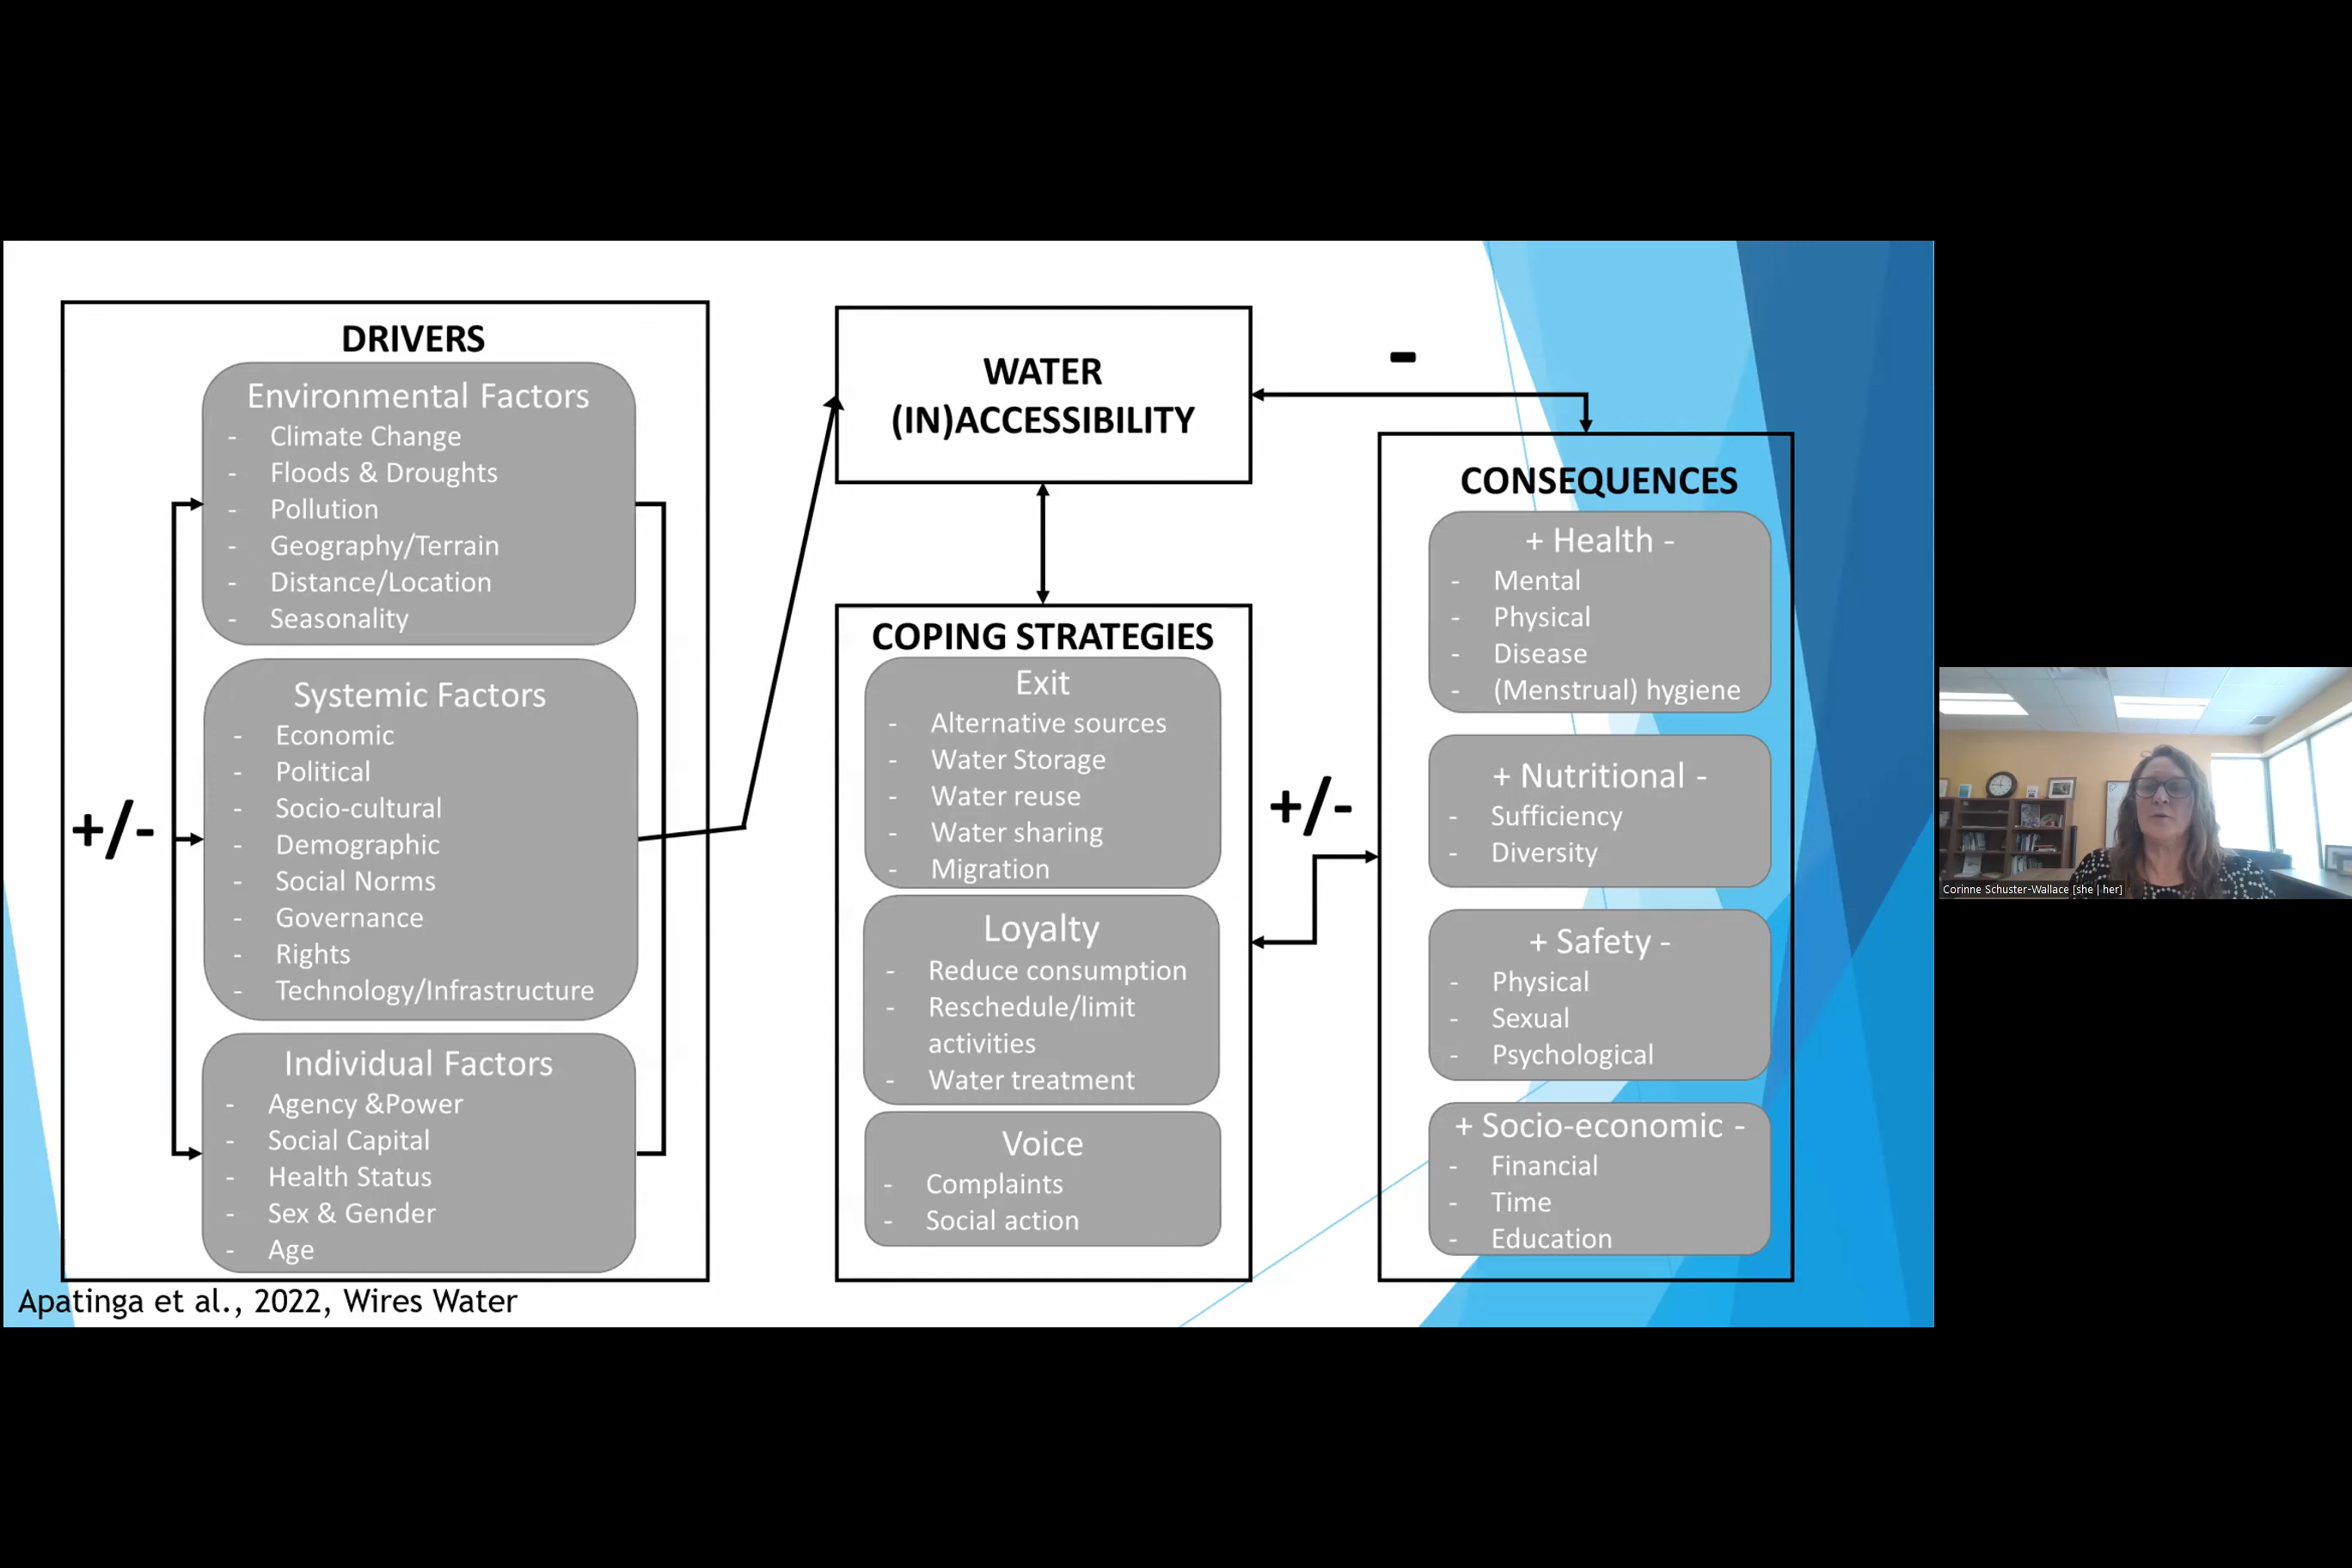 DRIVERS
Environmental Factors
- Climate Change
- Floods & Droughts
- Pollution
- Geography/Terrain
- Distance/Location
- Seasonality
Systemic Factors
- Economic
- Political
- Socio-cultural
- Demographic
- Social Norms
- Governance
- Rights
- Technology/Infrastructure
Individual Factors
- Agency &Power
- Social Capital
- Health Status
- Sex & Gender
- Age
+/-
WATER
(IN)ACCESSIBILITY
COPING STRATEGIES
Exit
- Alternative sources
- Water Storage
- Water reuse
- Water sharing
- Migration
Loyalty
- Reduce consumption
- Reschedule/limit
activities
- Water treatment
Voice
- Complaints
- Social action
-
+/-
CONSEQUENCES
+ Health -
- Mental
- Physical
- Disease
- (Menstrual) hygiene
+ Nutritional -
- Sufficiency
- Diversity
+ Safety -
- Physical
- Sexual
- Psychological
+ Socio-economic -
- Financial
- Time
- Education
Apatinga et al., 2022, Wires Water
Corinne Schuster-Wallace [she | her]